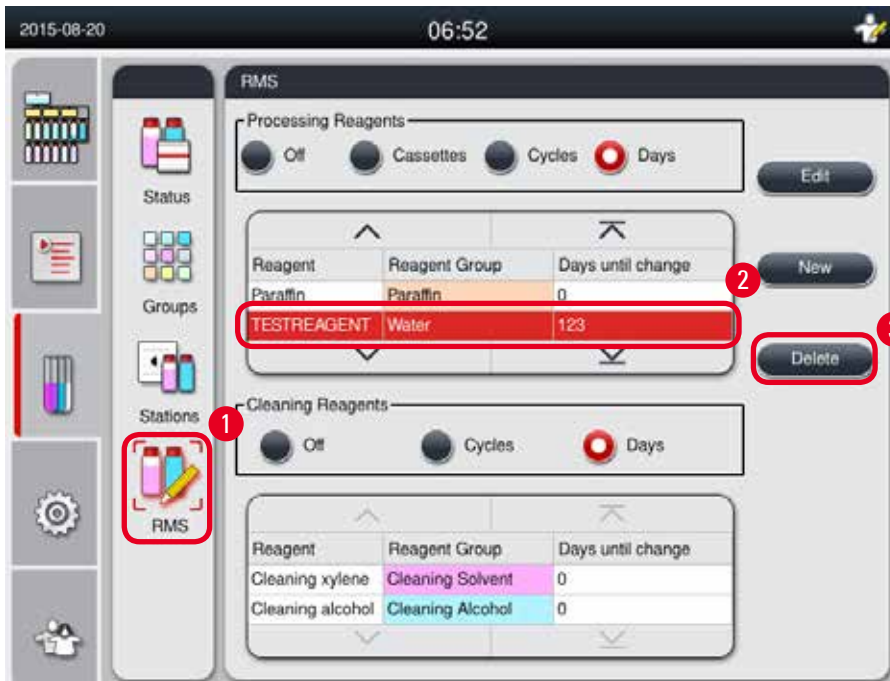 2015-08-20 06:52
RMS
Processing Reagents
Off Cassettes Cycles Days
Edit
Status
Reagent Reagent Group Days until change
2 New
Paraffin Paraffin 0
Groups
TESTREAGENT Water 123
Delete
Cleaning Reagents
Stations
1
Off Cycles Days
RMS
Reagent Reagent Group Days until change
Cleaning xylene Cleaning Solvent 0
Cleaning alcohol Cleaning Alcohol 0